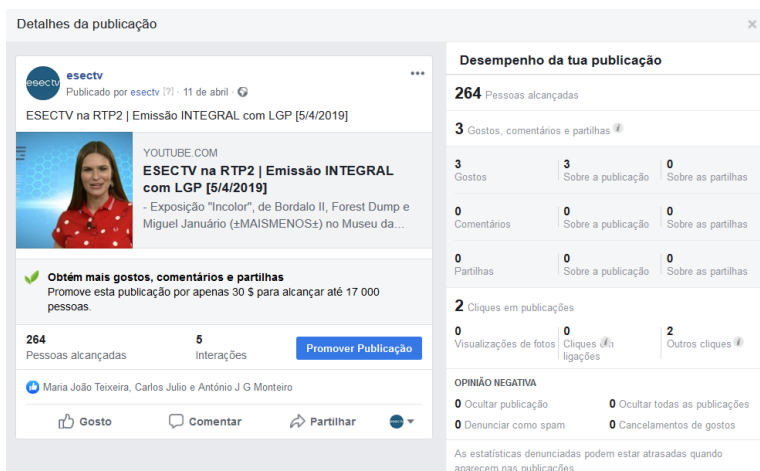 Detalhes da publicação
×
esectv
esectv
Publicado por esectv [?] · 11 de abril ·
ESECTV na RTP2 | Emissão INTEGRAL com LGP [5/4/2019]
YOUTUBE.COM
ESECTV na RTP2 | Emissão INTEGRAL
com LGP [5/4/2019]
- Exposição "Incolor", de Bordalo II, Forest Dump e
Miguel Januário (±MAISMENOS±) no Museu da...
Obtém mais gostos, comentários e partilhas
Promove esta publicação por apenas 30 $ para alcançar até 17 000
pessoas.
264 5
Pessoas alcançadas Interações Promover Publicação
Maria João Teixeira, Carlos Julio e António J G Monteiro
Gosto Comentar Partilhar
Desempenho da tua publicação
264 Pessoas alcançadas
3 Gostos, comentários e partilhas
3 3 0
Gostos Sobre a publicação Sobre as partilhas
0 0 0
Comentários Sobre a publicação Sobre as partilhas
0 0 0
Partilhas Sobre a publicação Sobre as partilhas
2 Cliques em publicações
0 0 2
Visualizações de fotos Cliques em Outros cliques
ligações
OPINIÃO NEGATIVA
0 Ocultar publicação 0 Ocultar todas as publicações
0 Denunciar como spam 0 Cancelamentos de gostos
As estatísticas denunciadas podem estar atrasadas quando
aparecem nas publicações